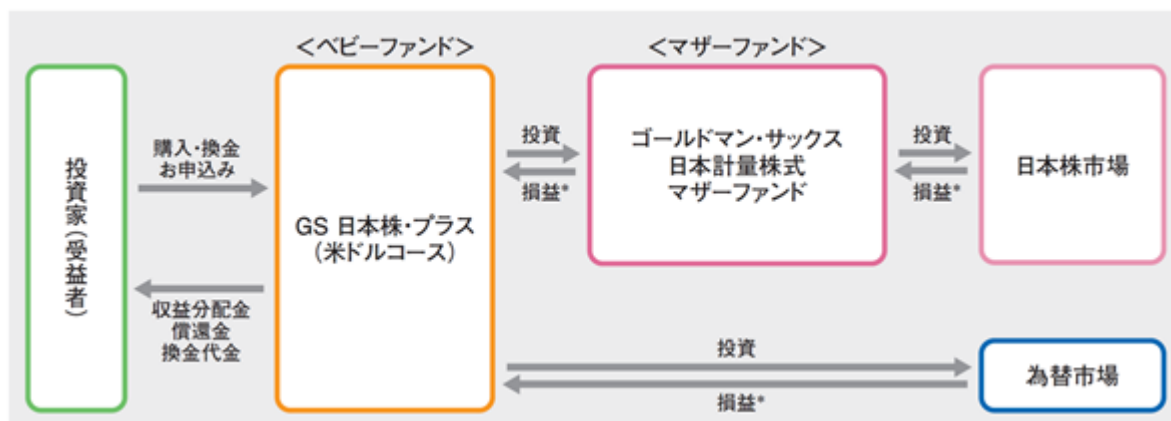 <ベビーファンド>
<マザーファンド>
投資家(受益者)
購入・換金
お申込み
収益分配金
償還金
換金代金
GS 日本株・プラス
(米ドルコース)
投資
損益*
ゴールドマン・サックス
日本計量株式
マザーファンド
投資
損益*
日本株市場
投資
損益*
為替市場